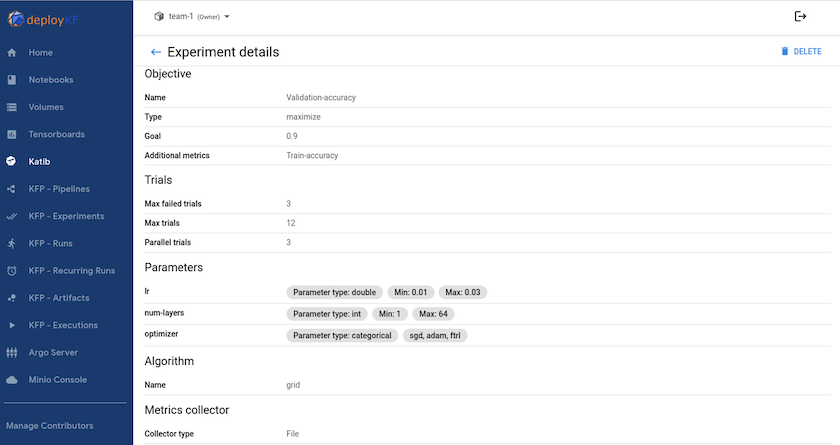 deployKF
team-1 (Owner)
Home
Notebooks
Volumes
Tensorboards
Katib
KFP - Pipelines
KFP - Experiments
KFP - Runs
KFP - Recurring Runs
KFP - Artifacts
KFP - Executions
Argo Server
Minio Console
Manage Contributors
Experiment details
DELETE
Objective
Name Validation-accuracy
Type maximize
Goal 0.9
Additional metrics Train-accuracy
Trials
Max failed trials 3
Max trials 12
Parallel trials 3
Parameters
lr Parameter type: double Min: 0.01 Max: 0.03
num-layers Parameter type: int Min: 1 Max: 64
optimizer Parameter type: categorical sgd, adam, ftrl
Algorithm
Name grid
Metrics collector
Collector type File